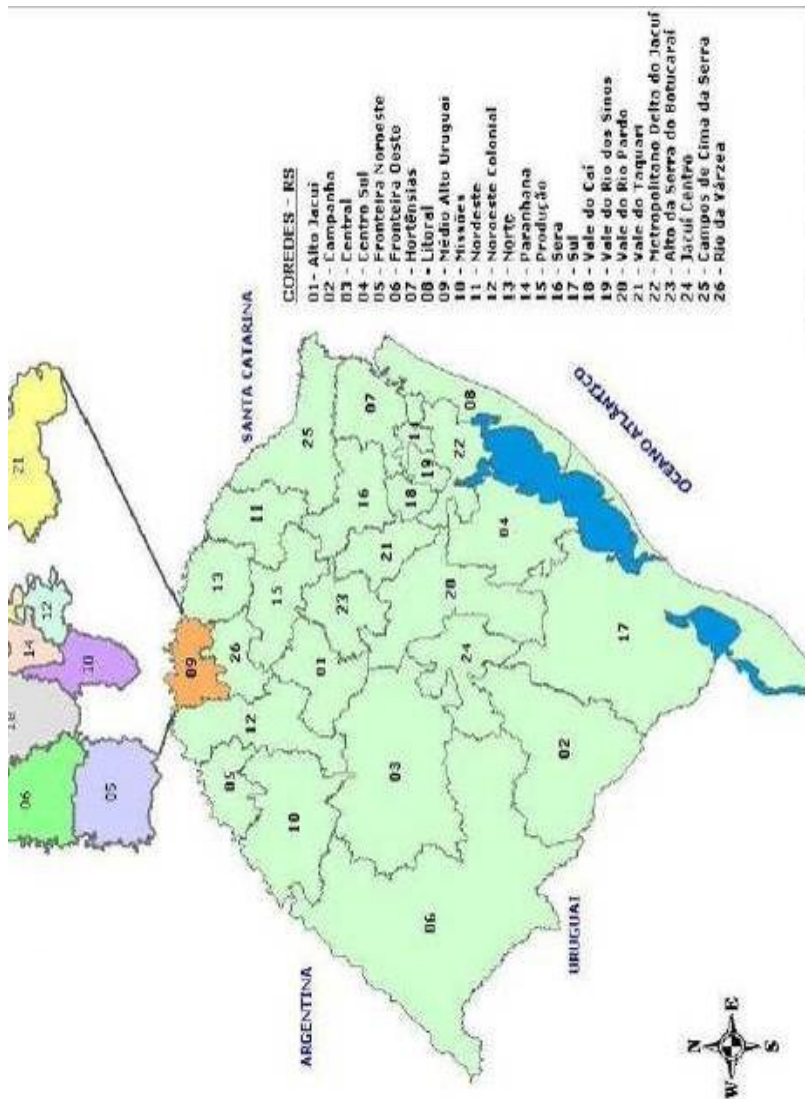 21
12
14
10
06
05
SANTA CATARINA
ARGENTINA
URUGUAI
OCEANO ATLÂNTICO
09
13
11
25
26
12
05
15
07
10
01
23
16
14
21
18
19
22
08
03
24
20
04
06
02
17
N
W
E
S
COREDES - RS
01 - Alto Jacuí
02 - Campanha
03 - Central
04 - Centro Sul
05 - Fronteira Noroeste
06 - Fronteira Oeste
07 - Hortênsias
08 - Litoral
09 - Médio Alto Uruguai
10 - Missões
11 - Nordeste
12 - Noroeste Colonial
13 - Norte
14 - Paranhana
15 - Produção
16 - Sera
17 - Sul
18 - Vale do Caí
19 - Vale do Rio dos Sinos
20 - Vale do Rio Pardo
21 - Vale do Taquari
22 - Metropolitano Delta do Jacuí
23 - Alto da Serra do Botucaraí
24 - Jacuí Centro
25 - Campos de Cima da Serra
26 - Rio da Várzea